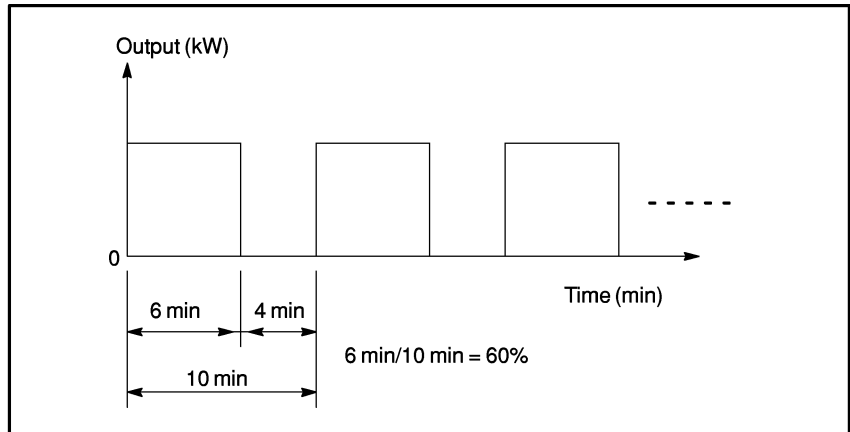 Output (kW)
0
Time (min)
6 min
4 min
6 min/10 min = 60%
10 min